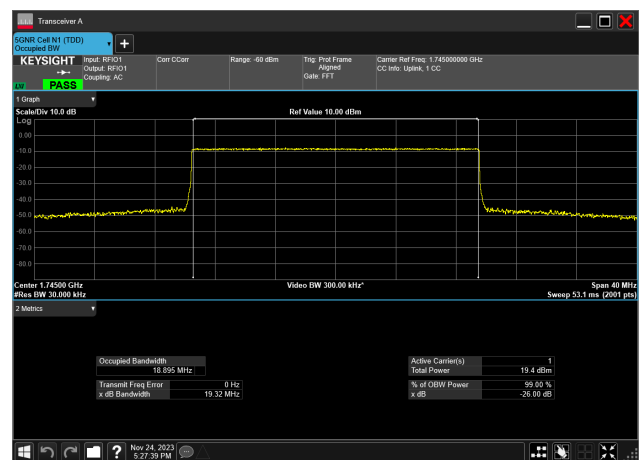 Transceiver A
5GNR Cell N1 (TDD)
Occupied BW
KEYSIGHT
LV PASS
Input: RFIO1
Output: RFIO1
Coupling: AC
Corr CCorr
Range: -60 dBm
Trig: Prot Frame
Aligned
Gate: FFT
Carrier Ref Freq: 1.745000000 GHz
CC Info: Uplink, 1 CC
1 Graph
Scale/Div 10.0 dB
Ref Value 10.00 dBm
Log
0.00
-10.0
-20.0
-30.0
-40.0
-50.0
-60.0
-70.0
-80.0
Center 1.74500 GHz
Video BW 300.00 kHz^
Span 40 MHz
#Res BW 30.000 kHz
Sweep 53.1 ms (2001 pts)
2 Metrics
Occupied Bandwidth
18.895 MHz
Active Carrier(s) 1
Total Power 19.4 dBm
Transmit Freq Error 0 Hz
x dB Bandwidth 19.32 MHz
% of OBW Power 99.00 %
x dB -26.00 dB
Nov 24, 2023
5:27:39 PM